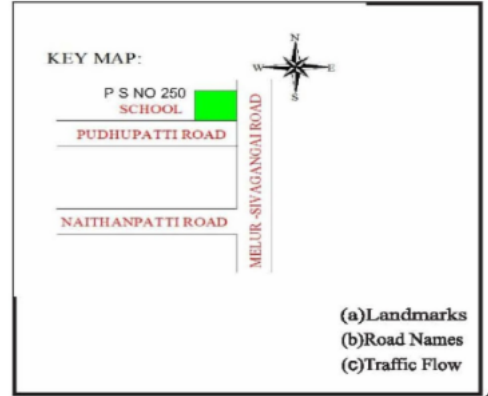 N
KEY MAP:
W
E
S
P S NO 250
SCHOOL
PUDHUPATTI ROAD
MELUR -SIVAGANGAI ROAD
NAITHANPATTI ROAD
(a)Landmarks
(b)Road Names
(c)Traffic Flow